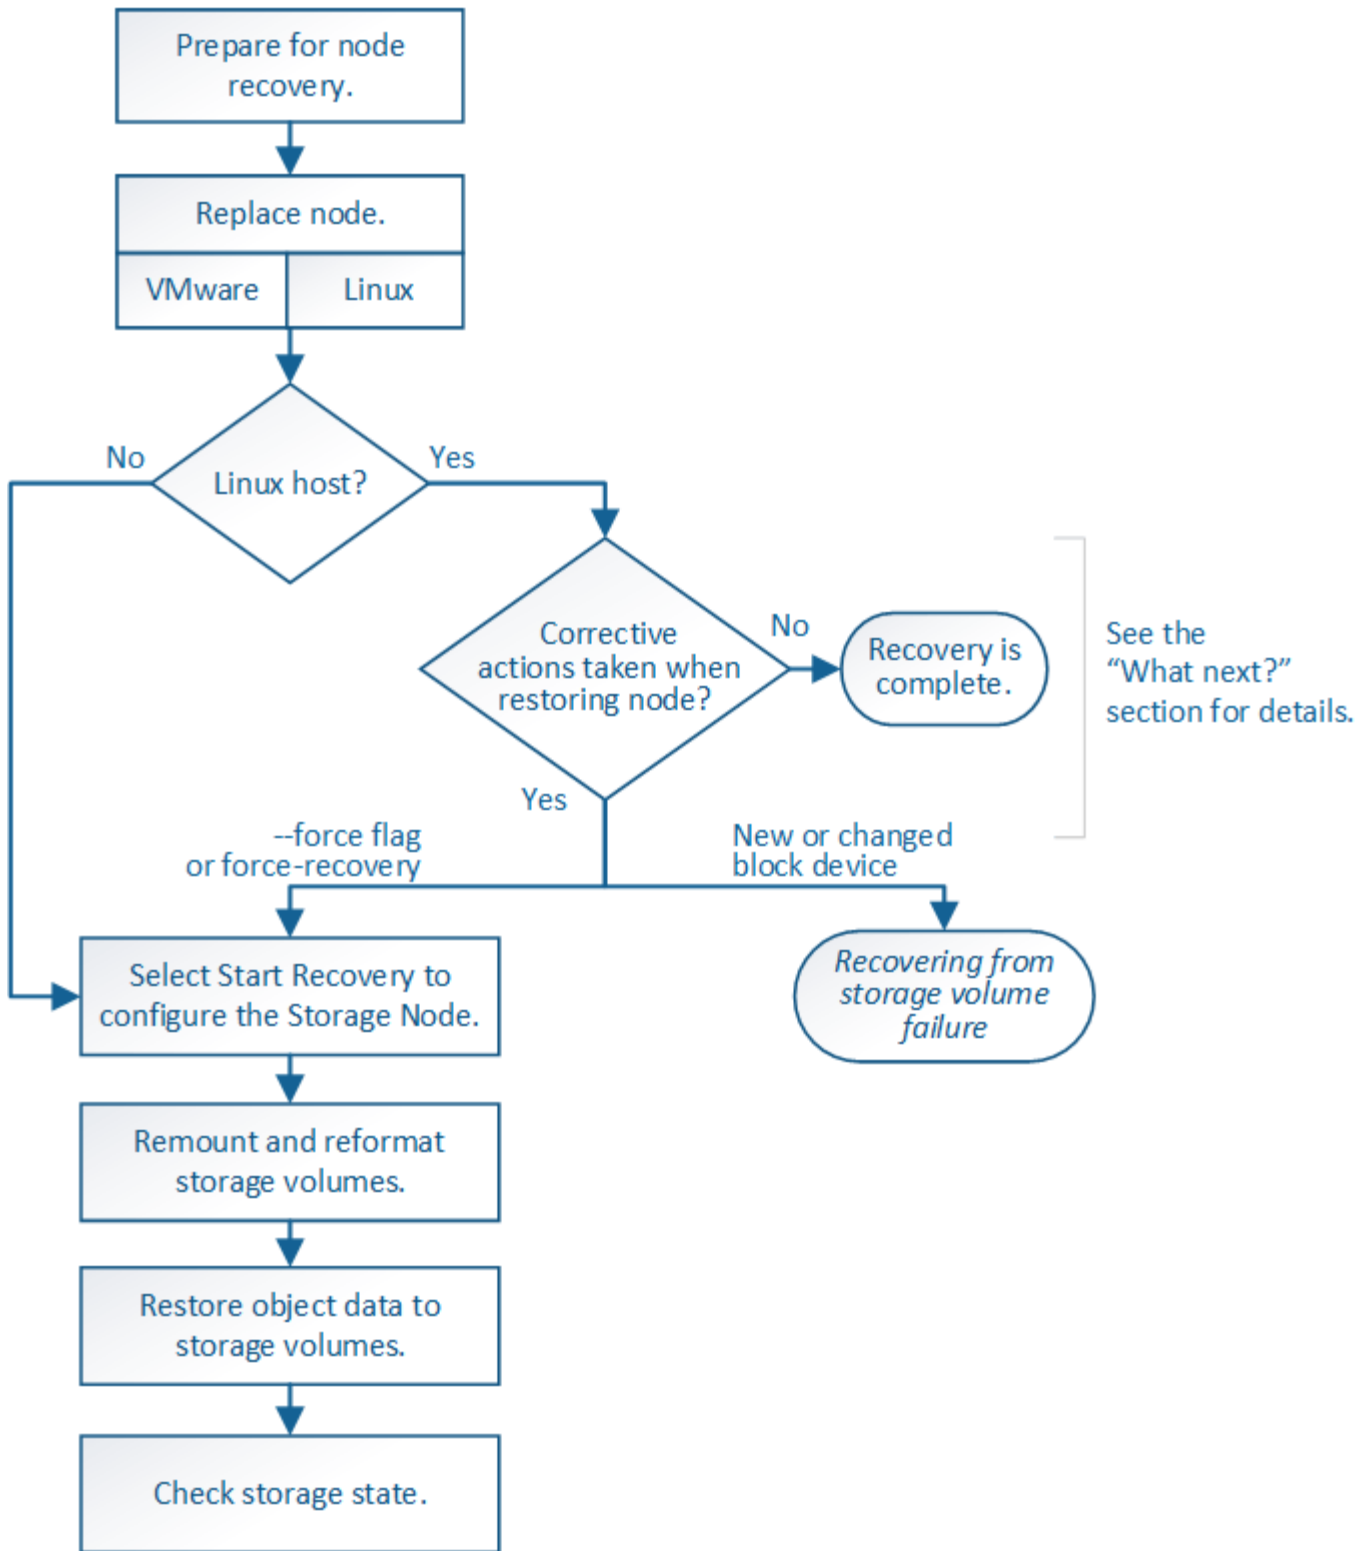 Prepare for node
recovery.
Replace node.
VMware
Linux
Linux host?
No
Yes
Corrective
actions taken when
restoring node?
No
Recovery is
complete.
See the
“What next?”
section for details.
Yes
--force flag
or force-recovery
New or changed
block device
Select Start Recovery to
configure the Storage Node.
Recovering from
storage volume
failure
Remount and reformat
storage volumes.
Restore object data to
storage volumes.
Check storage state.